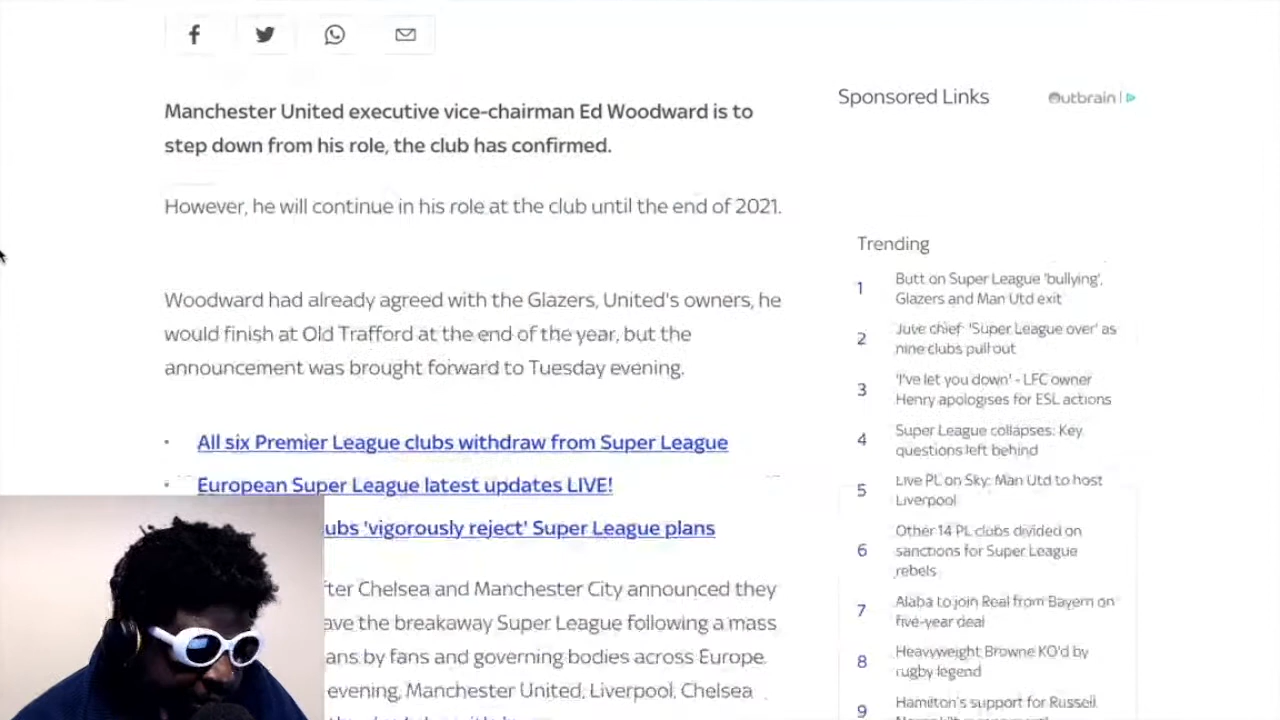 Manchester United executive vice-chairman Ed Woodward is to
step down from his role, the club has confirmed.
However, he will continue in his role at the club until the end of 2021.
Woodward had already agreed with the Glazers, United's owners, he
would finish at Old Trafford at the end of the year, but the
announcement was brought forward to Tuesday evening.
· All six Premier League clubs withdraw from Super League
· European Super League latest updates LIVE!
ubs 'vigorously reject' Super League plans
ter Chelsea and Manchester City announced they
ave the breakaway Super League following a mass
ans by fans and governing bodies across Europe.
evening, Manchester United, Liverpool, Chelsea
Sponsored Links
Outbrain
Trending
1 Butt on Super League 'bullying',
Glazers and Man Utd exit
2 Juve chief: 'Super League over' as
nine clubs pull out
3 'I've let you down' - LFC owner
Henry apologises for ESL actions
4 Super League collapses: Key
questions left behind
5 Live PL on Sky: Man Utd to host
Liverpool
6 Other 14 PL clubs divided on
sanctions for Super League
rebels
7 Alaba to join Real from Bayern on
five-year deal
8 Heavyweight Browne KO'd by
rugby legend
9 Hamilton's support for Russell